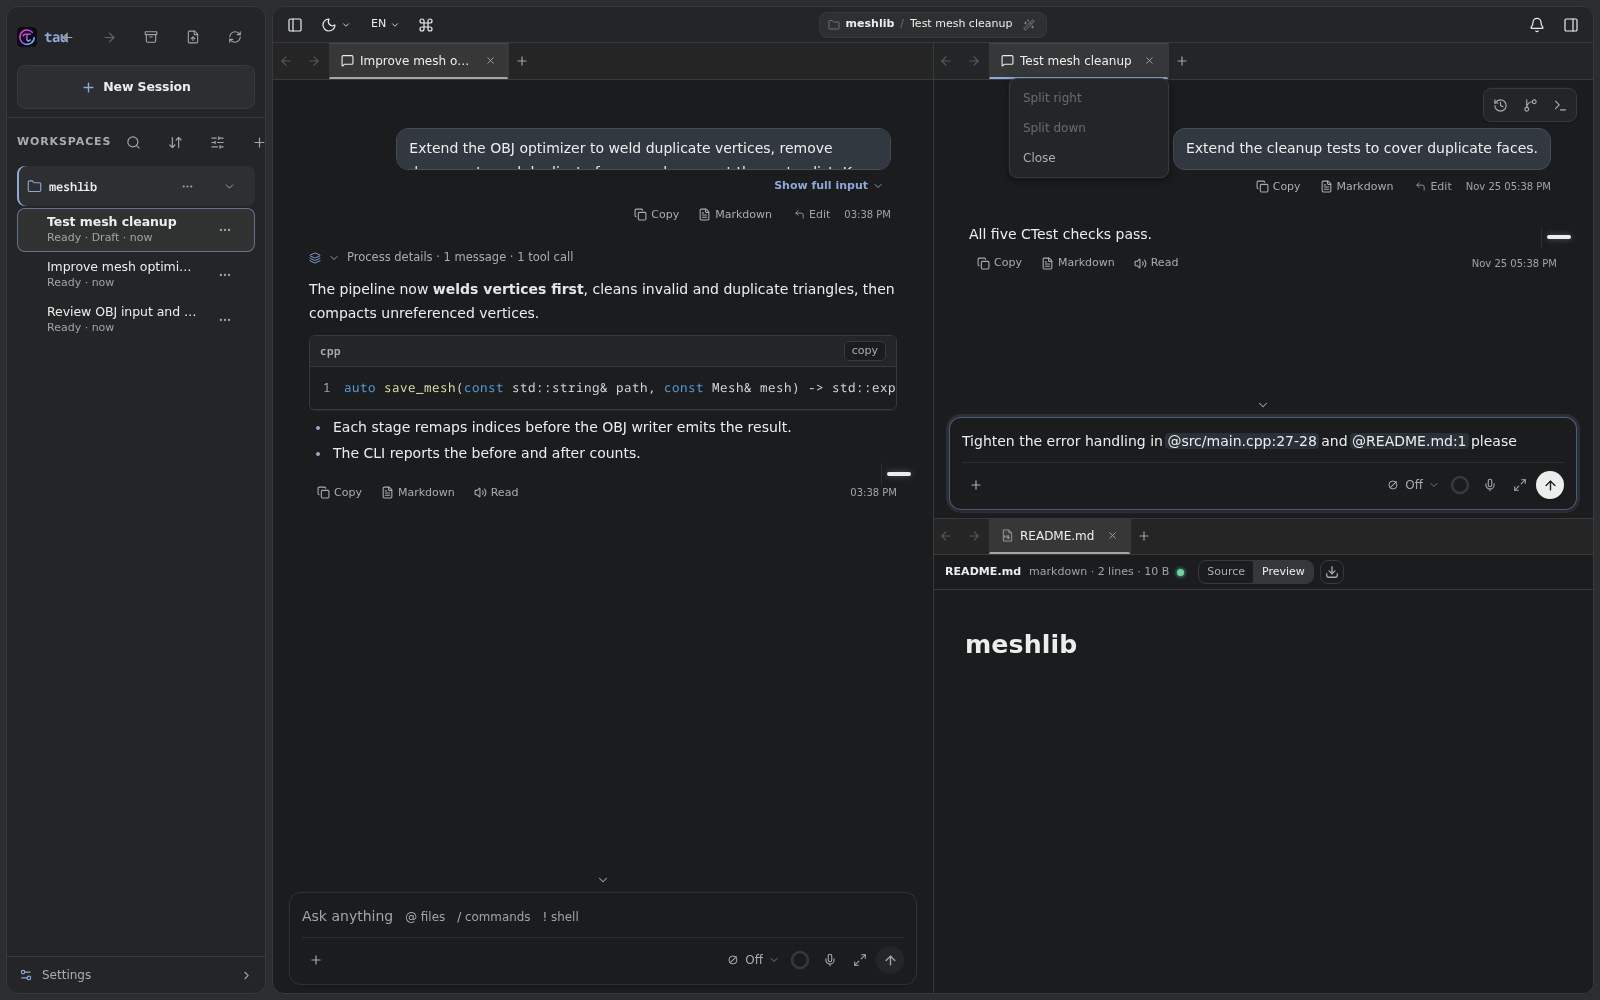 tau
New Session
WORKSPACES
meshlib
Test mesh cleanup
Ready · Draft · now
Improve mesh optimi...
Ready · now
Review OBJ input and ...
Ready · now
Settings
EN
meshlib / Test mesh cleanup
Improve mesh o...
Extend the OBJ optimizer to weld duplicate vertices, remove
Show full input
Copy Markdown Edit 03:38 PM
Process details · 1 message · 1 tool call
The pipeline now welds vertices first, cleans invalid and duplicate triangles, then
compacts unreferenced vertices.
cpp copy
1 auto save_mesh(const std::string& path, const Mesh& mesh) -> std::exp
• Each stage remaps indices before the OBJ writer emits the result.
• The CLI reports the before and after counts.
Copy Markdown Read 03:38 PM
Ask anything @ files / commands ! shell
Off
Test mesh cleanup
Split right
Split down
Close
Extend the cleanup tests to cover duplicate faces.
Copy Markdown Edit Nov 25 05:38 PM
All five CTest checks pass.
Copy Markdown Read Nov 25 05:38 PM
Tighten the error handling in @src/main.cpp:27-28 and @README.md:1 please
Off
README.md
README.md markdown · 2 lines · 10 B Source Preview
meshlib